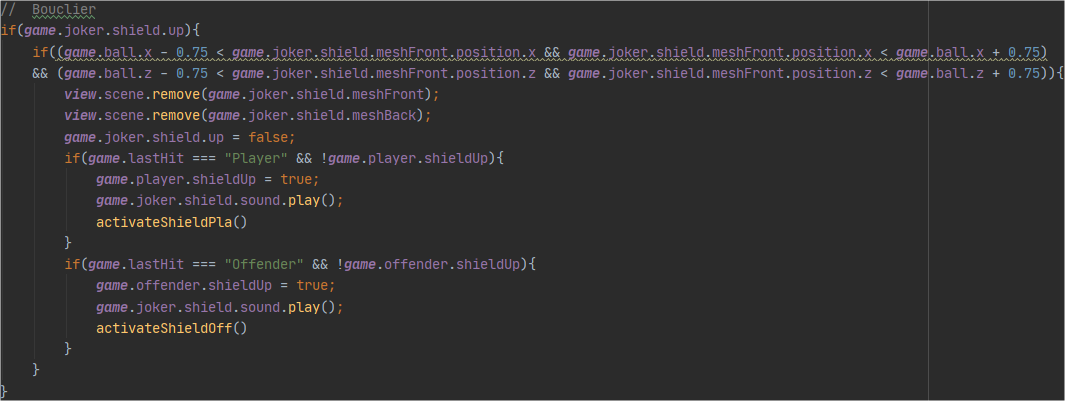 //  Bouclier
if(game.joker.shield.up){
    if((game.ball.x - 0.75 < game.joker.shield.meshFront.position.x && game.joker.shield.meshFront.position.x < game.ball.x + 0.75)
    && (game.ball.z - 0.75 < game.joker.shield.meshFront.position.z && game.joker.shield.meshFront.position.z < game.ball.z + 0.75)){
        view.scene.remove(game.joker.shield.meshFront);
        view.scene.remove(game.joker.shield.meshBack);
        game.joker.shield.up = false;
        if(game.lastHit === "Player" && !game.player.shieldUp){
            game.player.shieldUp = true;
            game.joker.shield.sound.play();
            activateShieldPla()
        }
        if(game.lastHit === "Offender" && !game.offender.shieldUp){
            game.offender.shieldUp = true;
            game.joker.shield.sound.play();
            activateShieldOff()
        }
    }
}